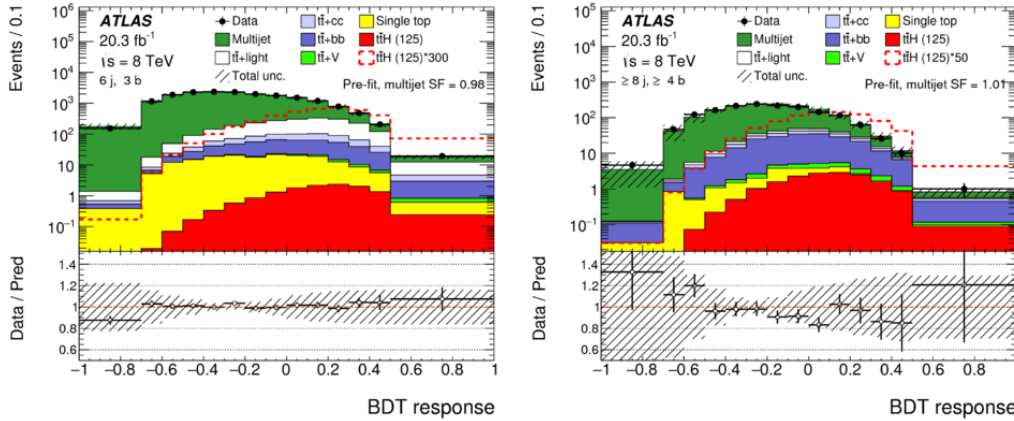 ATLAS
20.3 fb⁻¹
√s = 8 TeV
6 j, 3 b
Data
Multijet
tt̄+light
Total unc.
tt̄+cc
tt̄+bb
tt̄+V
Single top
tt̄H (125)
tt̄H (125)*300
Pre-fit, multijet SF = 0.98
Events / 0.1
10⁶
10⁵
10⁴
10³
10²
10
1
10⁻¹
Data / Pred
1.4
1.2
1
0.8
0.6
−1 −0.8 −0.6 −0.4 −0.2 0 0.2 0.4 0.6 0.8 1
BDT response
ATLAS
20.3 fb⁻¹
√s = 8 TeV
≥ 8 j, ≥ 4 b
Data
Multijet
tt̄+light
Total unc.
tt̄+cc
tt̄+bb
tt̄+V
Single top
tt̄H (125)
tt̄H (125)*50
Pre-fit, multijet SF = 1.01
Events / 0.1
10⁵
10⁴
10³
10²
10
1
10⁻¹
Data / Pred
1.4
1.2
1
0.8
0.6
−1 −0.8 −0.6 −0.4 −0.2 0 0.2 0.4 0.6 0.8 1
BDT response